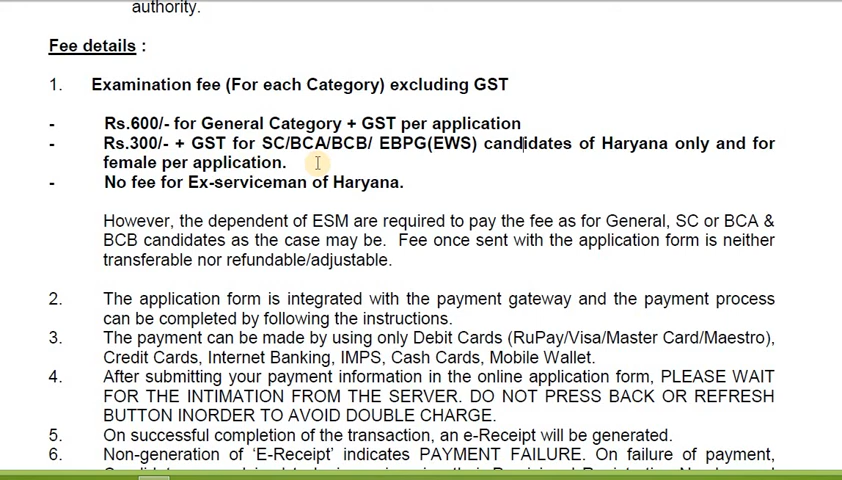 authority.
Fee details :
1. Examination fee (For each Category) excluding GST
- Rs.600/- for General Category + GST per application
- Rs.300/- + GST for SC/BCA/BCB/ EBPG(EWS) candidates of Haryana only and for
female per application.
- No fee for Ex-serviceman of Haryana.
However, the dependent of ESM are required to pay the fee as for General, SC or BCA &
BCB candidates as the case may be. Fee once sent with the application form is neither
transferable nor refundable/adjustable.
2. The application form is integrated with the payment gateway and the payment process
can be completed by following the instructions.
3. The payment can be made by using only Debit Cards (RuPay/Visa/Master Card/Maestro),
Credit Cards, Internet Banking, IMPS, Cash Cards, Mobile Wallet.
4. After submitting your payment information in the online application form, PLEASE WAIT
FOR THE INTIMATION FROM THE SERVER. DO NOT PRESS BACK OR REFRESH
BUTTON INORDER TO AVOID DOUBLE CHARGE.
5. On successful completion of the transaction, an e-Receipt will be generated.
6. Non-generation of ‘E-Receipt’ indicates PAYMENT FAILURE. On failure of payment,